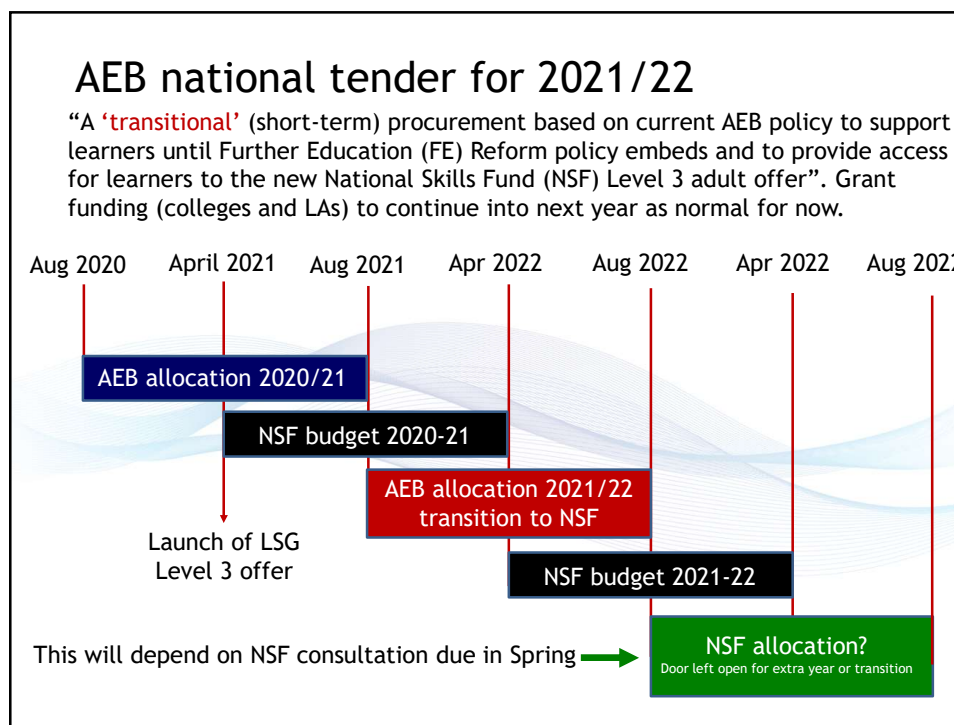 AEB national tender for 2021/22
“A ‘transitional’ (short-term) procurement based on current AEB policy to support
learners until Further Education (FE) Reform policy embeds and to provide access
for learners to the new National Skills Fund (NSF) Level 3 adult offer”. Grant
funding (colleges and LAs) to continue into next year as normal for now.
Aug 2020 April 2021 Aug 2021 Apr 2022 Aug 2022 Apr 2022 Aug 2022
AEB allocation 2020/21
NSF budget 2020-21
AEB allocation 2021/22
transition to NSF
Launch of LSG
Level 3 offer
NSF budget 2021-22
This will depend on NSF consultation due in Spring
NSF allocation?
Door left open for extra year or transition